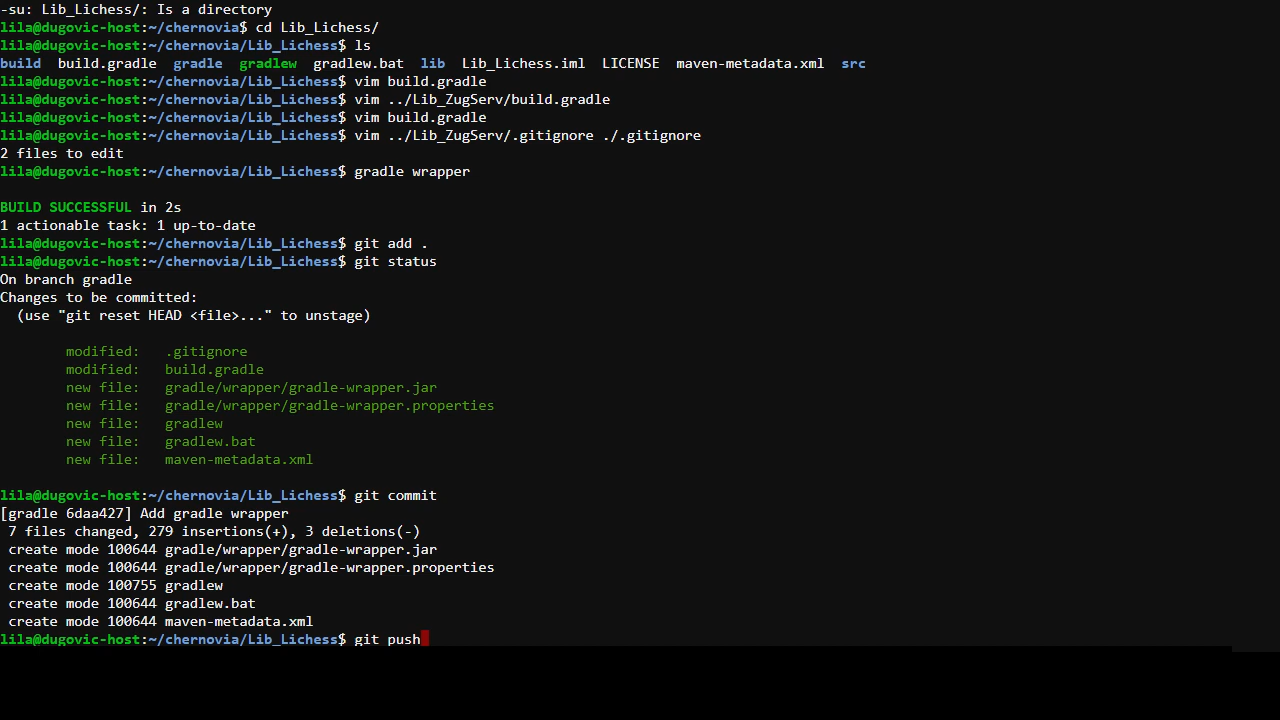 -su: Lib_Lichess/: Is a directory
lila@dugovic-host:~/chernovia$ cd Lib_Lichess/
lila@dugovic-host:~/chernovia/Lib_Lichess$ ls
build  build.gradle  gradle  gradlew  gradlew.bat  lib  Lib_Lichess.iml  LICENSE  maven-metadata.xml  src
lila@dugovic-host:~/chernovia/Lib_Lichess$ vim build.gradle
lila@dugovic-host:~/chernovia/Lib_Lichess$ vim ../Lib_ZugServ/build.gradle
lila@dugovic-host:~/chernovia/Lib_Lichess$ vim build.gradle
lila@dugovic-host:~/chernovia/Lib_Lichess$ vim ../Lib_ZugServ/.gitignore ./.gitignore
2 files to edit
lila@dugovic-host:~/chernovia/Lib_Lichess$ gradle wrapper
BUILD SUCCESSFUL in 2s
1 actionable task: 1 up-to-date
lila@dugovic-host:~/chernovia/Lib_Lichess$ git add .
lila@dugovic-host:~/chernovia/Lib_Lichess$ git status
On branch gradle
Changes to be committed:
  (use "git reset HEAD <file>..." to unstage)
        modified:   .gitignore
        modified:   build.gradle
        new file:   gradle/wrapper/gradle-wrapper.jar
        new file:   gradle/wrapper/gradle-wrapper.properties
        new file:   gradlew
        new file:   gradlew.bat
        new file:   maven-metadata.xml
lila@dugovic-host:~/chernovia/Lib_Lichess$ git commit
[gradle 6daa427] Add gradle wrapper
 7 files changed, 279 insertions(+), 3 deletions(-)
 create mode 100644 gradle/wrapper/gradle-wrapper.jar
 create mode 100644 gradle/wrapper/gradle-wrapper.properties
 create mode 100755 gradlew
 create mode 100644 gradlew.bat
 create mode 100644 maven-metadata.xml
lila@dugovic-host:~/chernovia/Lib_Lichess$ git push